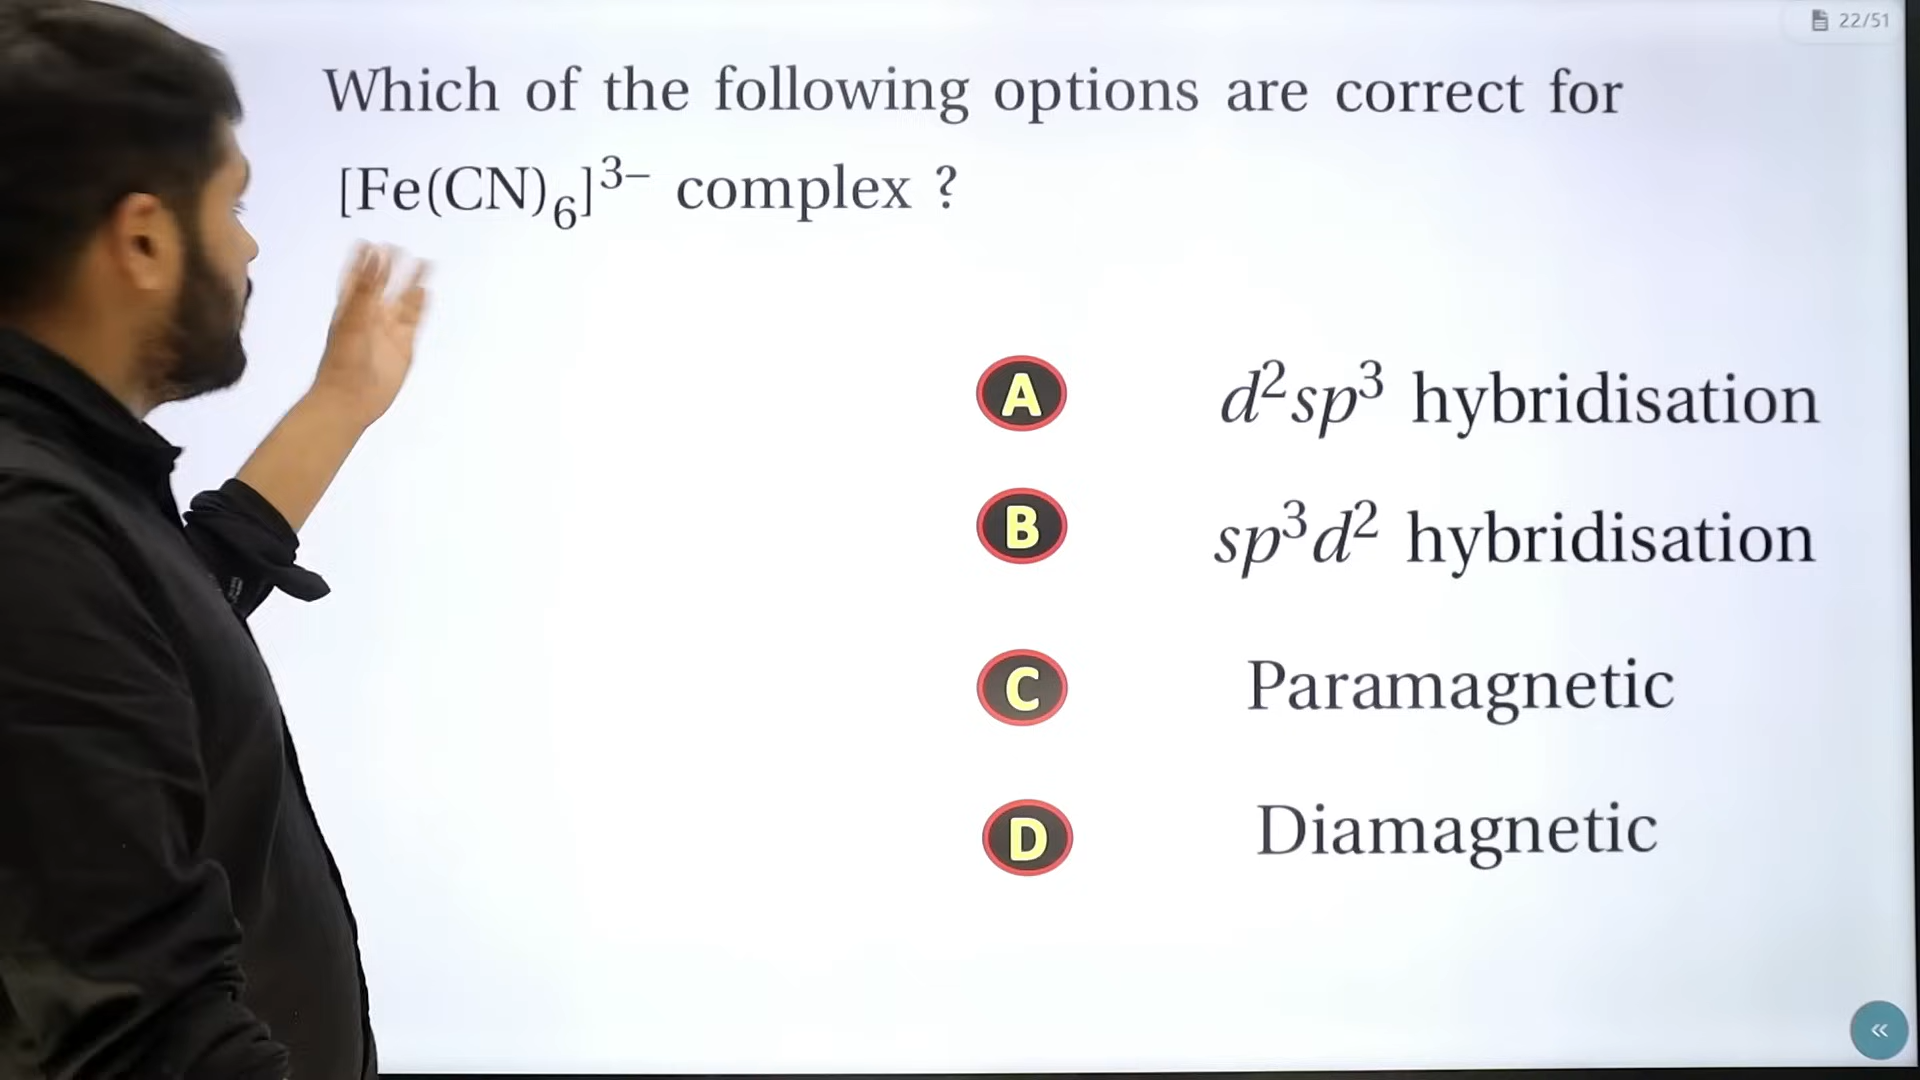 22/51
Which of the following options are correct for
[Fe(CN)₆]³⁻ complex ?
A d²sp³ hybridisation
B sp³d² hybridisation
C Paramagnetic
D Diamagnetic
«